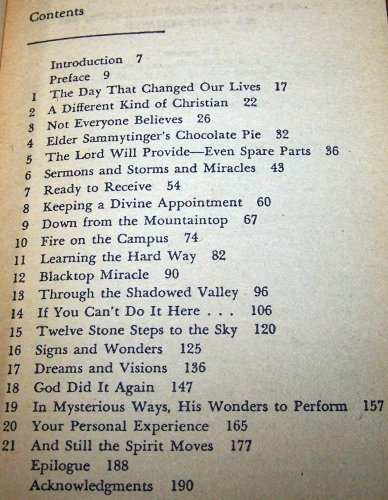 Contents
Introduction 7
Preface 9
1 The Day That Changed Our Lives 17
2 A Different Kind of Christian 22
3 Not Everyone Believes 26
4 Elder Sammytinger's Chocolate Pie 32
5 The Lord Will Provide—Even Spare Parts 36
6 Sermons and Storms and Miracles 43
7 Ready to Receive 54
8 Keeping a Divine Appointment 60
9 Down from the Mountaintop 67
10 Fire on the Campus 74
11 Learning the Hard Way 82
12 Blacktop Miracle 90
13 Through the Shadowed Valley 96
14 If You Can't Do It Here . . . 106
15 Twelve Stone Steps to the Sky 120
16 Signs and Wonders 125
17 Dreams and Visions 136
18 God Did It Again 147
19 In Mysterious Ways, His Wonders to Perform 157
20 Your Personal Experience 165
21 And Still the Spirit Moves 177
Epilogue 188
Acknowledgments 190